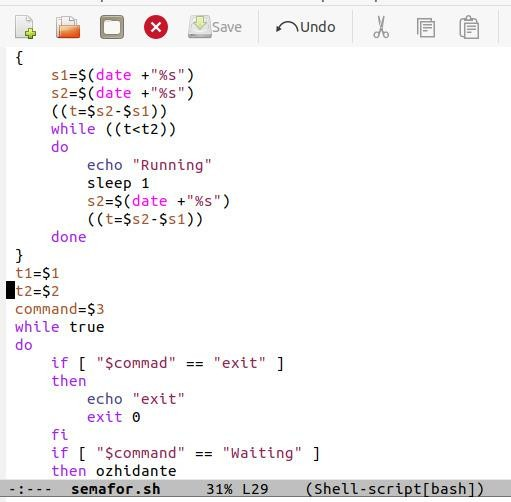 Save Undo
{
    s1=$(date +"%s")
    s2=$(date +"%s")
    ((t=$s2-$s1))
    while ((t<t2))
    do
        echo "Running"
        sleep 1
        s2=$(date +"%s")
        ((t=$s2-$s1))
    done
}
t1=$1
t2=$2
command=$3
while true
do
    if [ "$commad" == "exit" ]
    then
        echo "exit"
        exit 0
    fi
    if [ "$command" == "Waiting" ]
    then ozhidante
-:---  semafor.sh     31% L29    (Shell-script[bash])